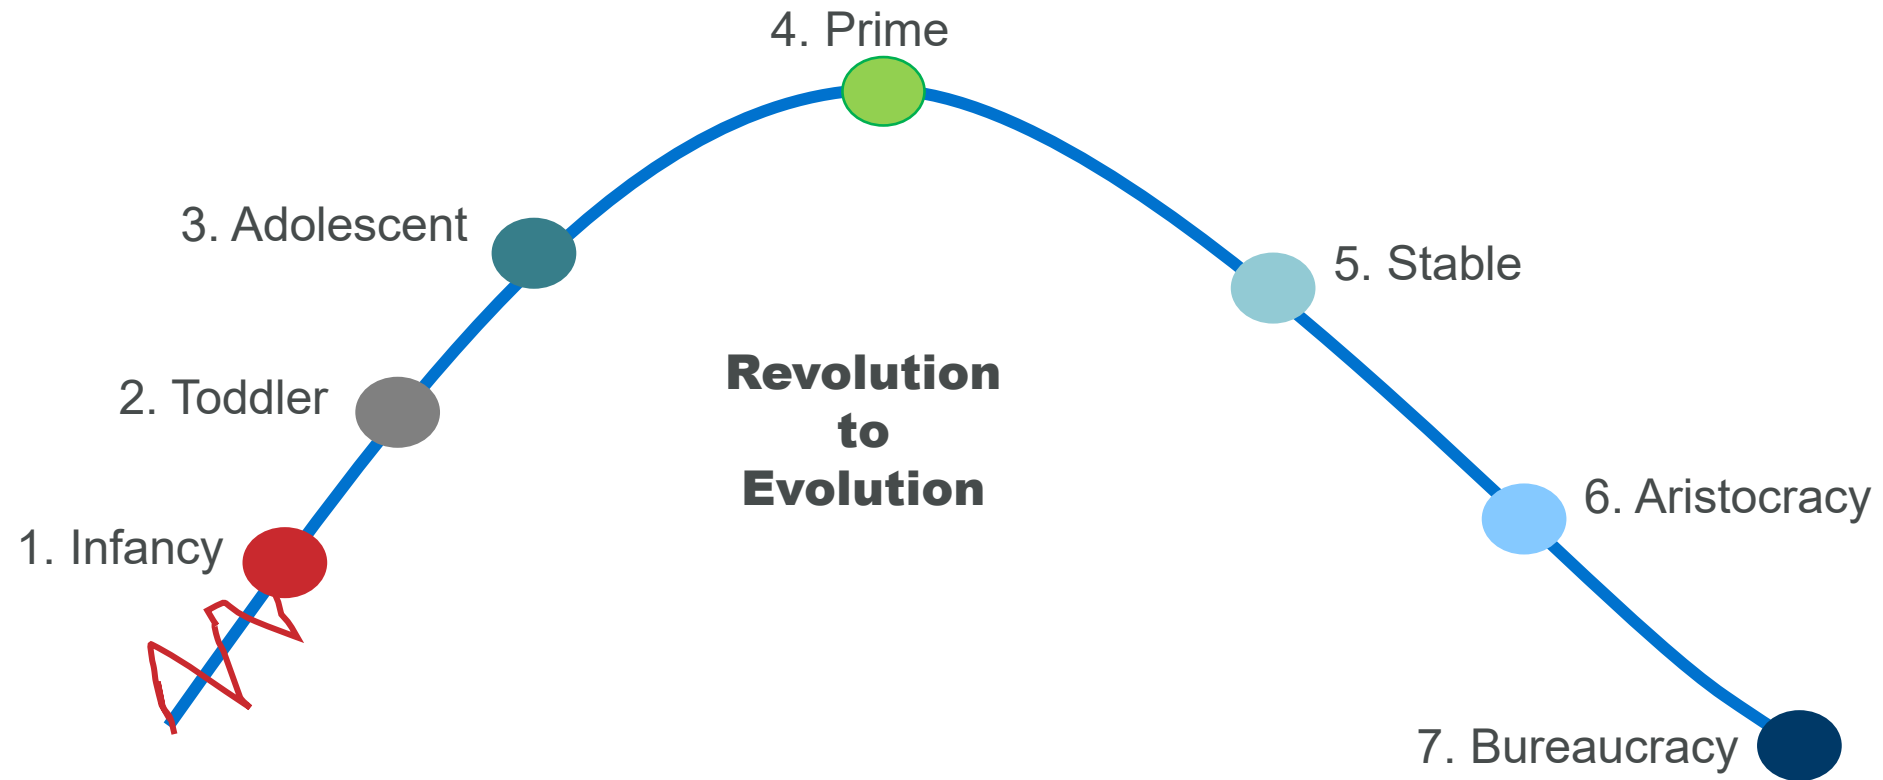 4. Prime
3. Adolescent
5. Stable
2. Toddler
Revolution
to
Evolution
6. Aristocracy
1. Infancy
7. Bureaucracy